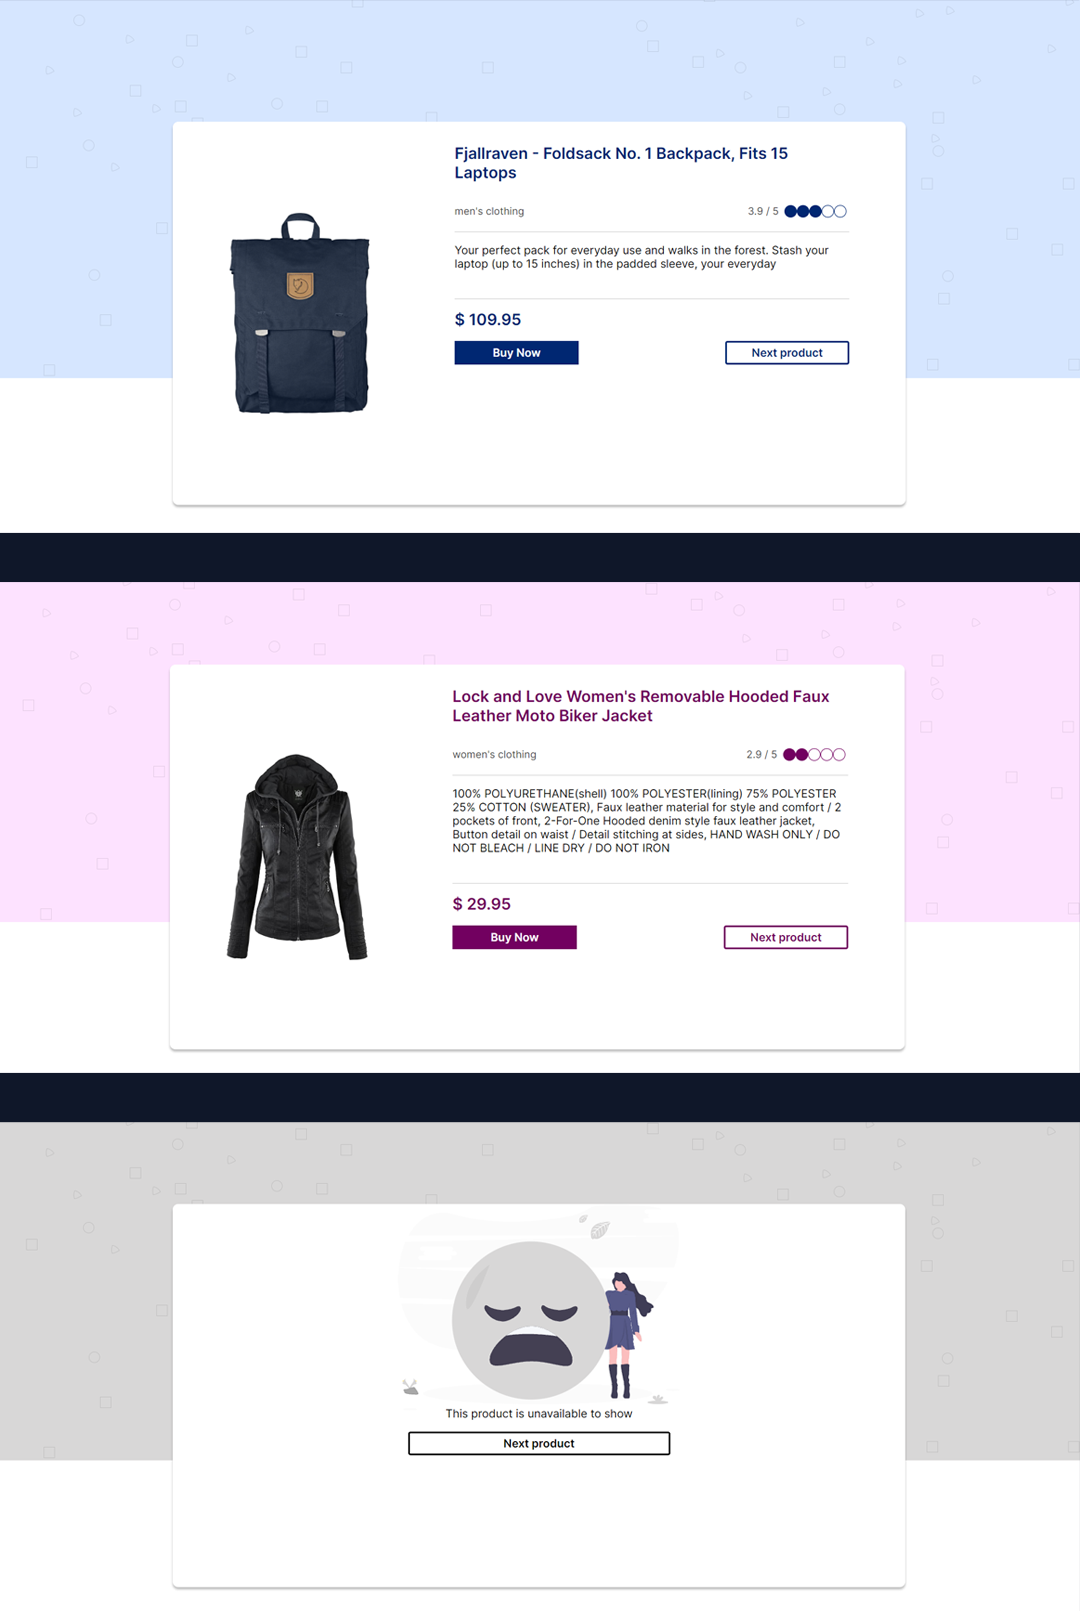 Fjallraven - Foldsack No. 1 Backpack, Fits 15
Laptops
men's clothing
3.9 / 5
Your perfect pack for everyday use and walks in the forest. Stash your
laptop (up to 15 inches) in the padded sleeve, your everyday
$ 109.95
Buy Now
Next product
Lock and Love Women's Removable Hooded Faux
Leather Moto Biker Jacket
women's clothing
2.9 / 5
100% POLYURETHANE(shell) 100% POLYESTER(lining) 75% POLYESTER
25% COTTON (SWEATER), Faux leather material for style and comfort / 2
pockets of front, 2-For-One Hooded denim style faux leather jacket,
Button detail on waist / Detail stitching at sides, HAND WASH ONLY / DO
NOT BLEACH / LINE DRY / DO NOT IRON
$ 29.95
Buy Now
Next product
This product is unavailable to show
Next product